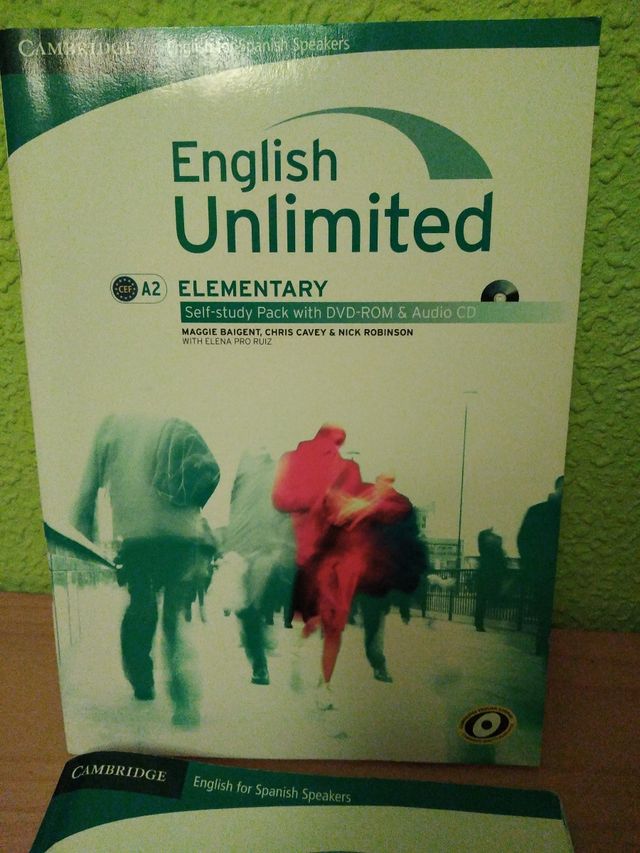 CAMBRIDGE English for Spanish Speakers
English
Unlimited
CEF A2 ELEMENTARY
Self-study Pack with DVD-ROM & Audio CD
MAGGIE BAIGENT, CHRIS CAVEY & NICK ROBINSON
WITH ELENA PRO RUIZ
CAMBRIDGE English for Spanish Speakers